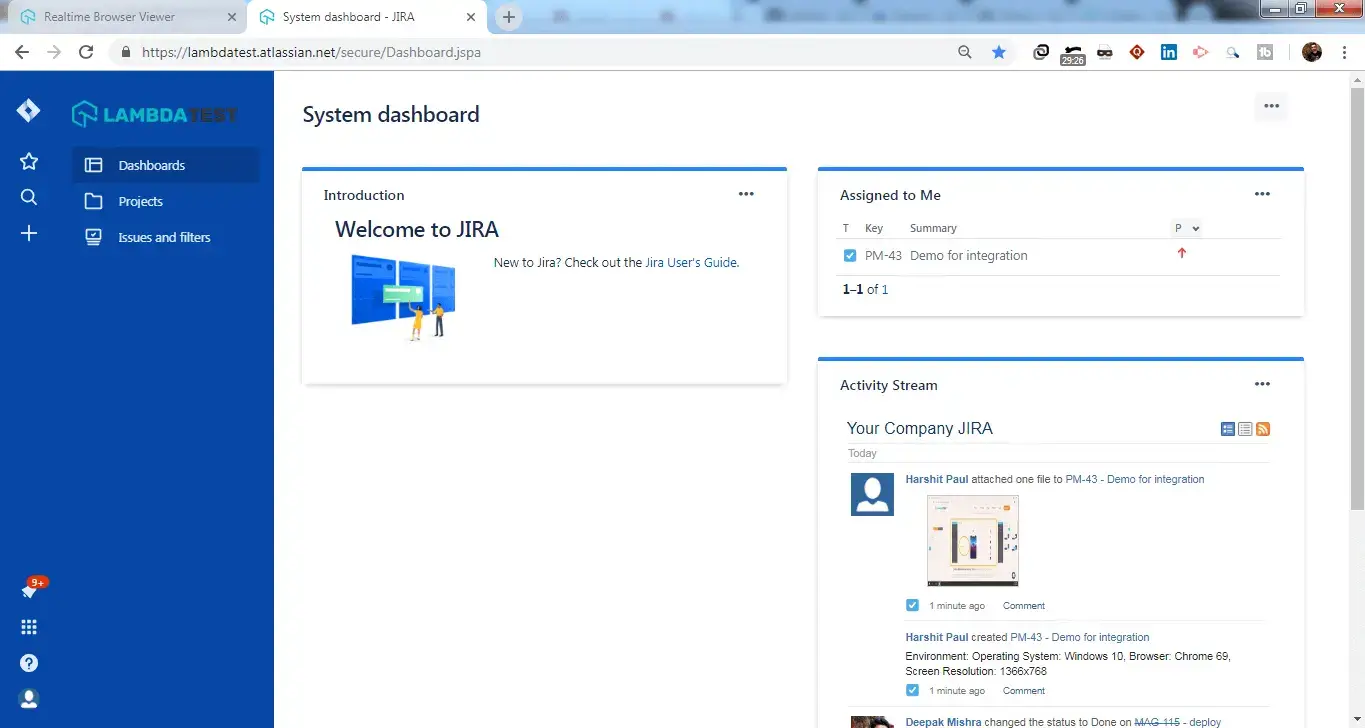 Realtime Browser Viewer
System dashboard - JIRA
https://lambdatest.atlassian.net/secure/Dashboard.jspa
29:26
in
tb
LAMBDATEST
Dashboards
Projects
Issues and filters
9+
?
System dashboard
Introduction
Welcome to JIRA
New to Jira? Check out the Jira User's Guide.
Assigned to Me
T Key Summary P
PM-43 Demo for integration
1–1 of 1
Activity Stream
Your Company JIRA
Today
Harshit Paul attached one file to PM-43 - Demo for integration
1 minute ago Comment
Harshit Paul created PM-43 - Demo for integration
Environment: Operating System: Windows 10, Browser: Chrome 69,
Screen Resolution: 1366x768
1 minute ago Comment
Deepak Mishra changed the status to Done on MAG-115 - deploy